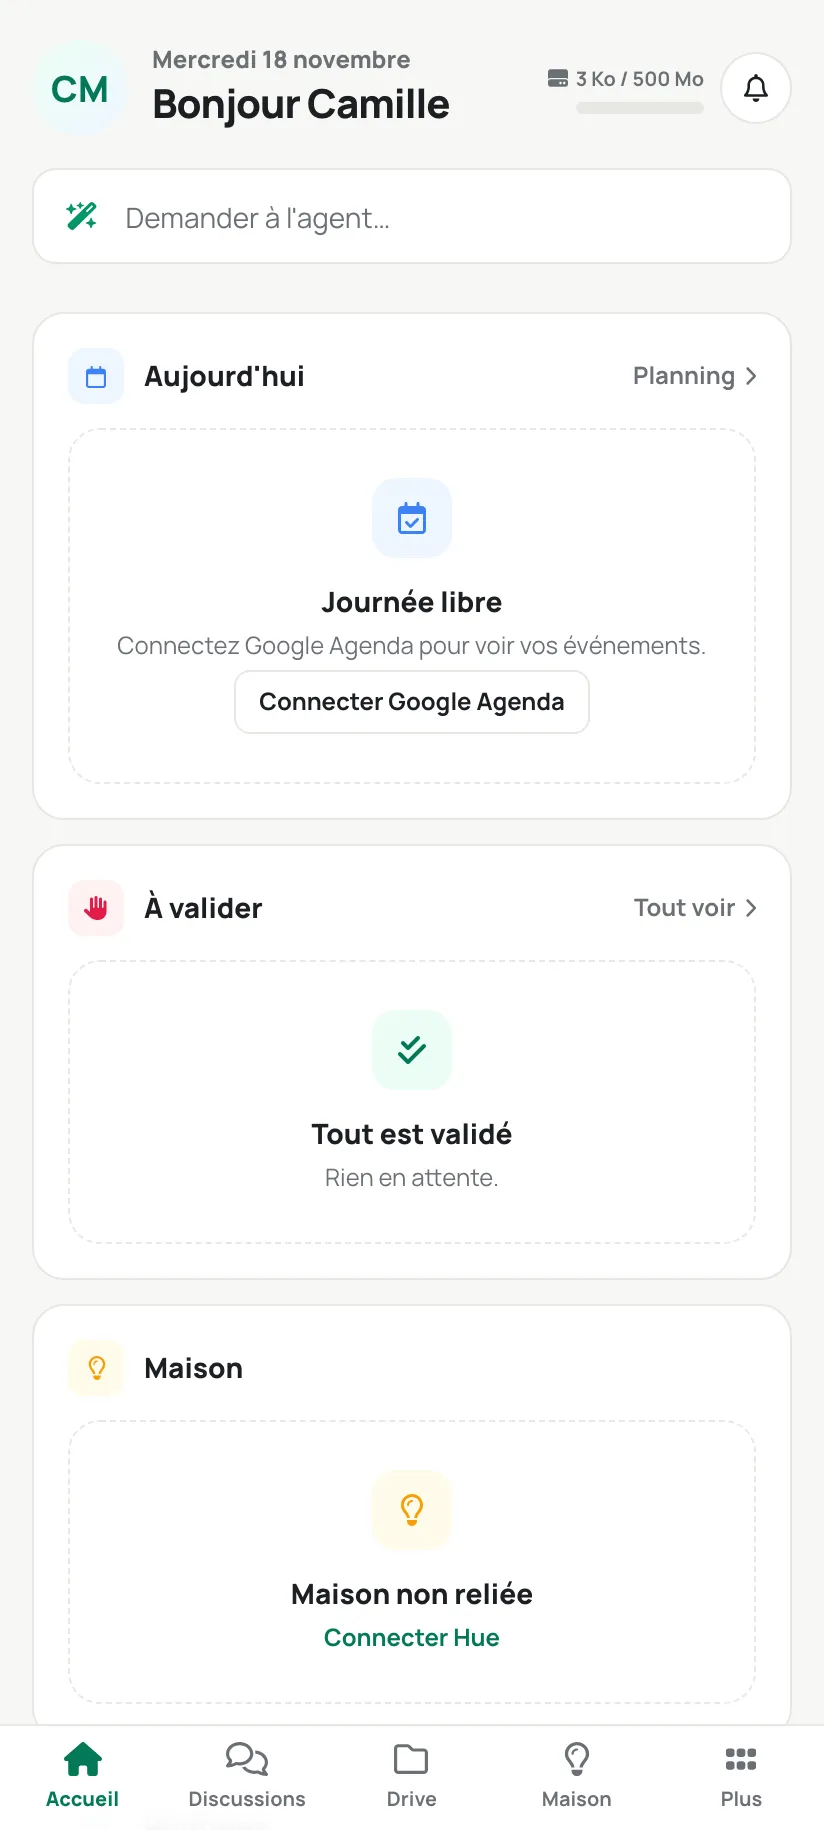 CM
Mercredi 18 novembre
Bonjour Camille
3 Ko / 500 Mo
Demander à l'agent...
Aujourd'hui
Planning
Journée libre
Connectez Google Agenda pour voir vos événements.
Connecter Google Agenda
À valider
Tout voir
Tout est validé
Rien en attente.
Maison
Maison non reliée
Connecter Hue
Accueil
Discussions
Drive
Maison
Plus